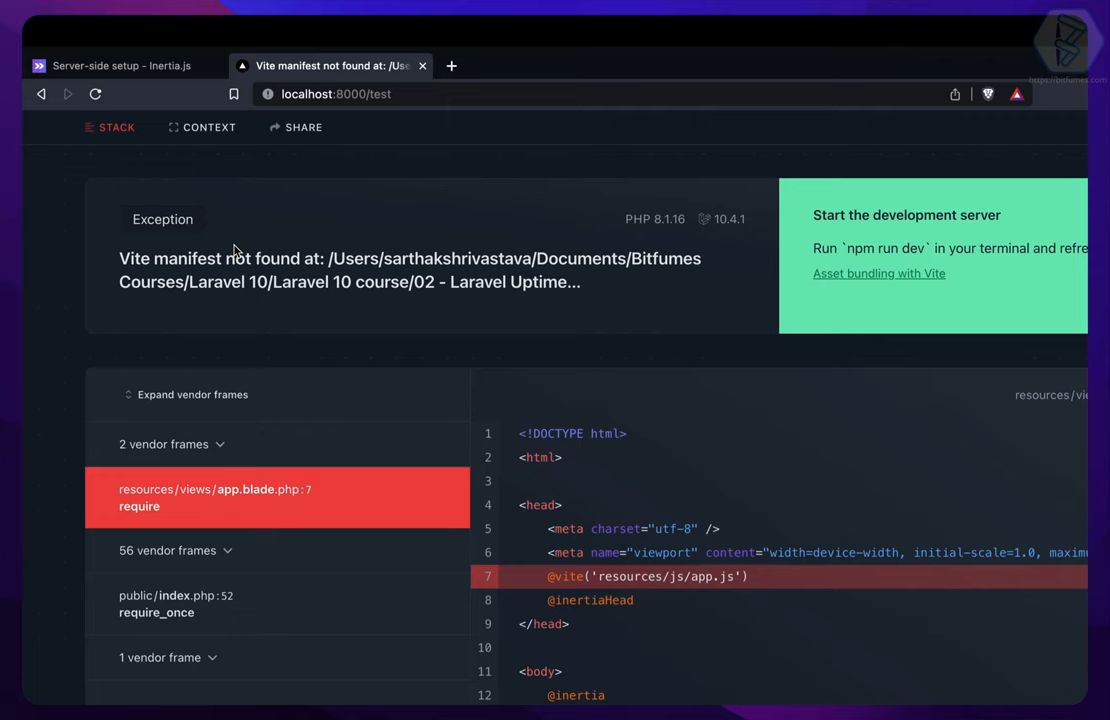 https://bitfumes.com
Server-side setup - Inertia.js
Vite manifest not found at: /Use
localhost:8000/test
STACK
CONTEXT
SHARE
Exception
PHP 8.1.16
10.4.1
Vite manifest not found at: /Users/sarthakshrivastava/Documents/Bitfumes
Courses/Laravel 10/Laravel 10 course/02 - Laravel Uptime...
Start the development server
Run `npm run dev` in your terminal and refre
Asset bundling with Vite
Expand vendor frames
2 vendor frames
resources/views/app.blade.php:7
require
56 vendor frames
public/index.php:52
require_once
1 vendor frame
resources/vie
1 <!DOCTYPE html>
2 <html>
3
4 <head>
5 <meta charset="utf-8" />
6 <meta name="viewport" content="width=device-width, initial-scale=1.0, maximu
7 @vite('resources/js/app.js')
8 @inertiaHead
9 </head>
10
11 <body>
12 @inertia